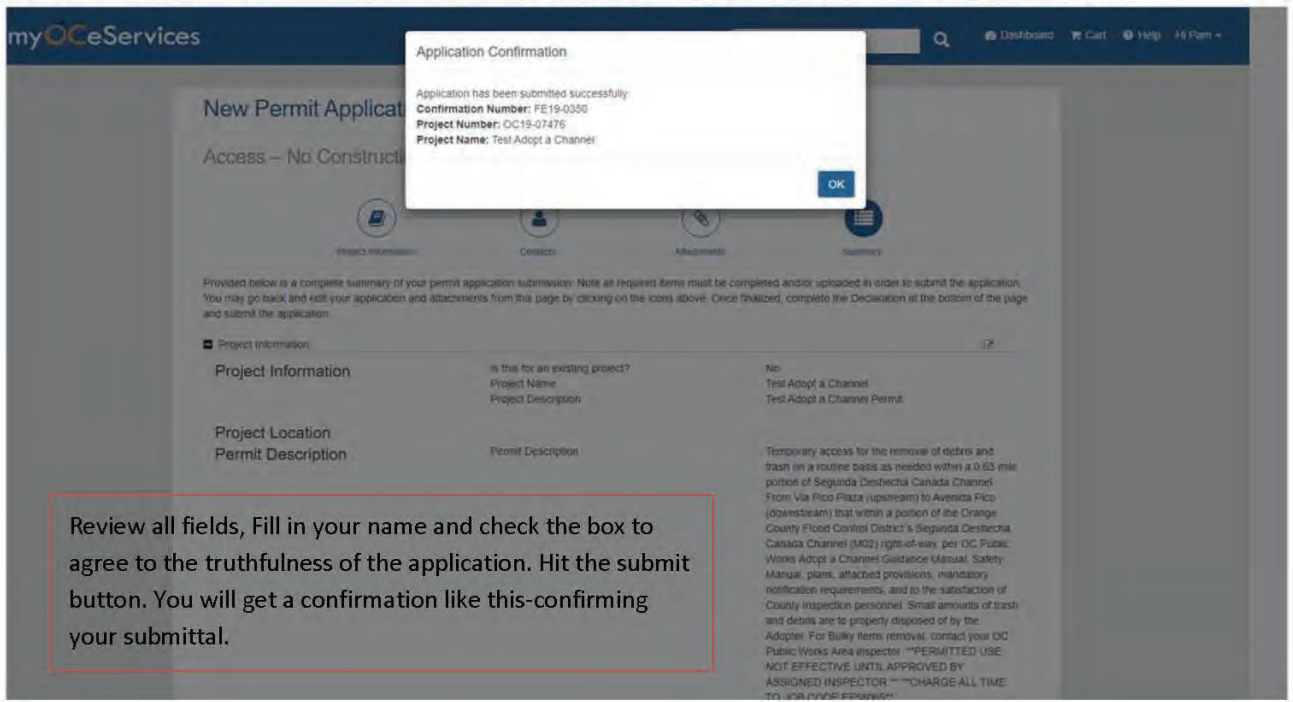 myOCeServices
Dashboard Cart Help Hi Pam
Application Confirmation
Application has been submitted successfully
Confirmation Number: FE19-0350
Project Number: OC19-07476
Project Name: Test Adopt a Channel
OK
New Permit Applicat
Access – No Constructi
Project Information Contacts Attachments Summary
Provided below is a complete summary of your permit application submission. Note all required items must be completed and/or uploaded in order to submit the application.
You may go back and edit your application and attachments from this page by clicking on the icons above. Once finalized, complete the Declaration at the bottom of the page
and submit the application.
Project Information
Project Information
Is this for an existing project? No
Project Name Test Adopt a Channel
Project Description Test Adopt a Channel Permit
Project Location
Permit Description
Permit Description
Temporary access for the removal of debris and
trash on a routine basis as needed within a 0.63 mile
portion of Segunda Deshecha Canada Channel
From Via Pico Plaza (upstream) to Avenida Pico
(downstream) that within a portion of the Orange
County Flood Control District's Segunda Deshecha
Canada Channel (M02) right-of-way, per OC Public
Works Adopt a Channel Guidance Manual, Safety
Manual, plans, attached provisions, mandatory
notification requirements, and to the satisfaction of
County Inspection personnel. Small amounts of trash
and debris are to properly disposed of by the
Adopter. For Bulky items removal, contact your OC
Public Works Area Inspector. **PERMITTED USE
NOT EFFECTIVE UNTIL APPROVED BY
ASSIGNED INSPECTOR.** **CHARGE ALL TIME
TO JOB CODE
Review all fields, Fill in your name and check the box to
agree to the truthfulness of the application. Hit the submit
button. You will get a confirmation like this-confirming
your submittal.